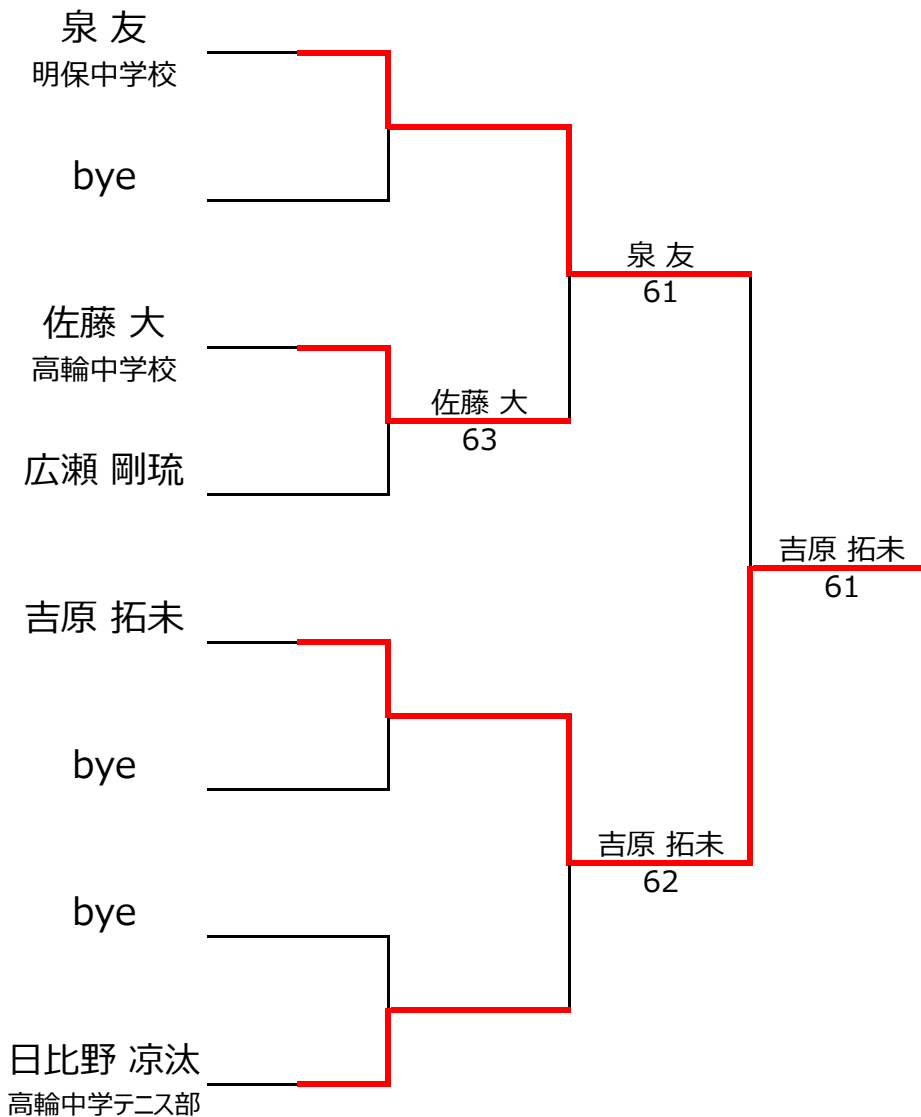 泉 友
明保中学校
bye
佐藤 大
高輪中学校
広瀬 剛琉
吉原 拓未
bye
bye
日比野 凉汰
高輪中学テニス部
佐藤 大
63
泉 友
61
吉原 拓未
62
吉原 拓未
61